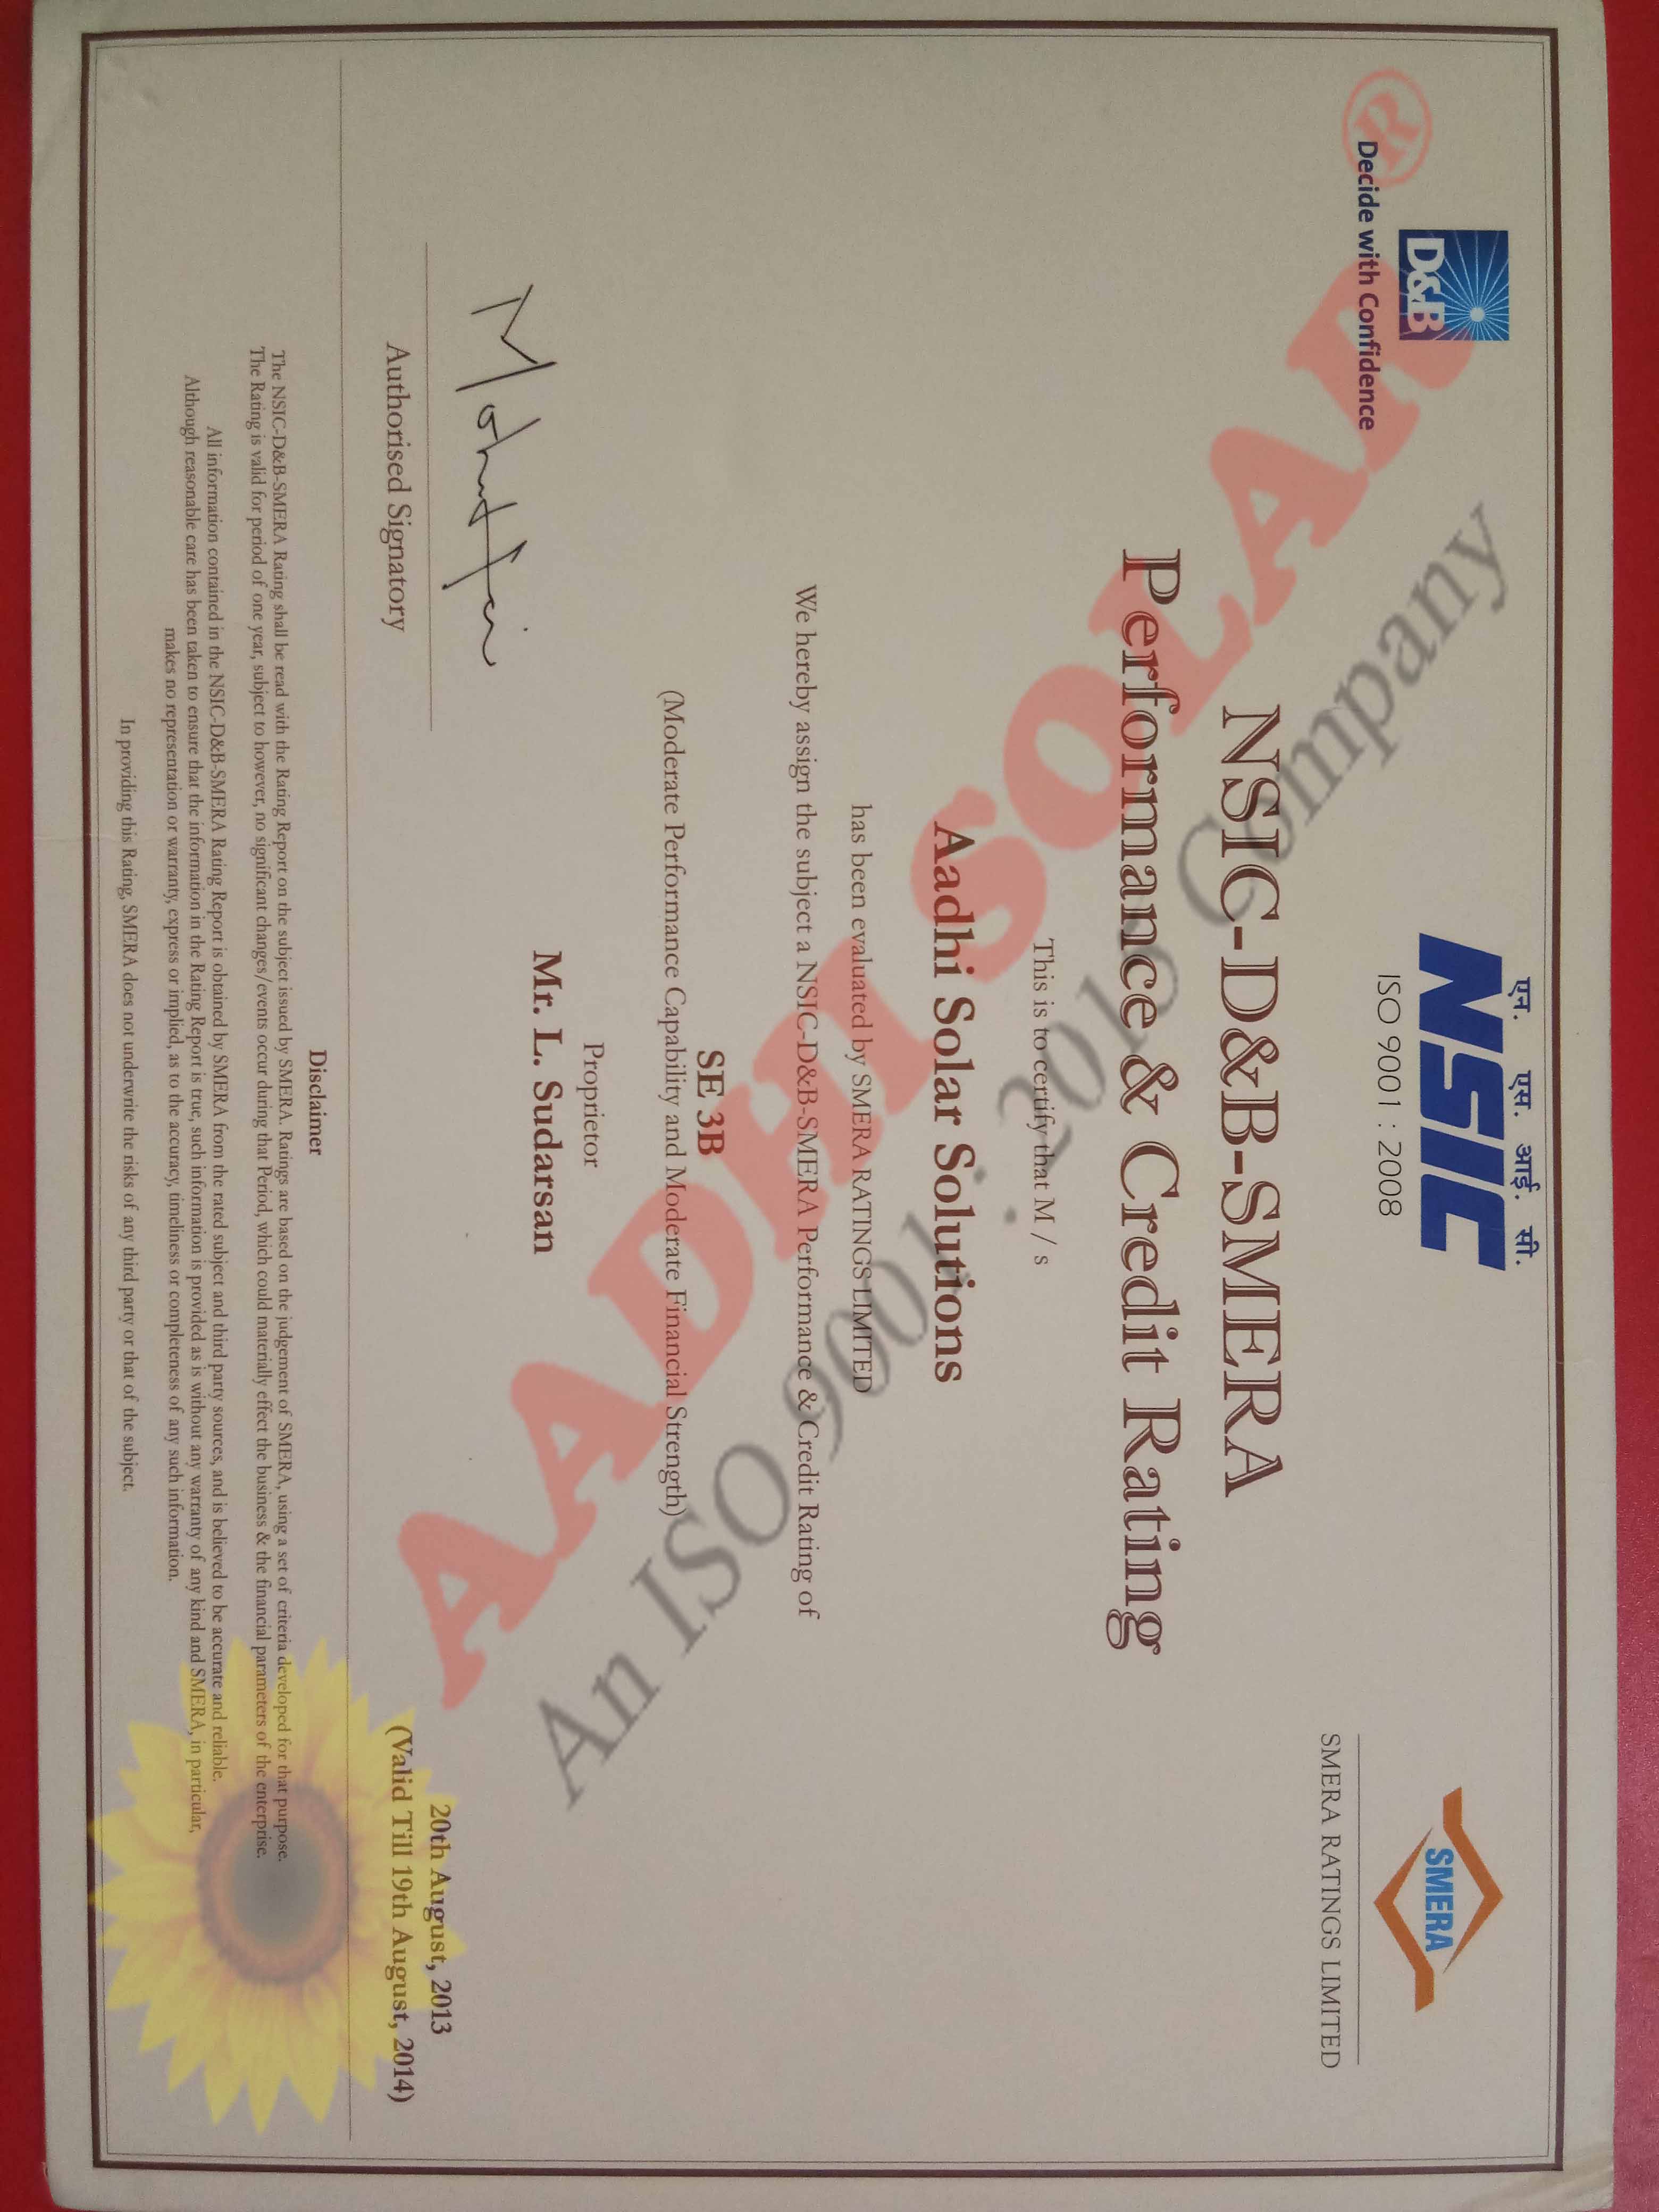 D&B
Decide with Confidence
एन. एस. आई. सी.
NSIC
ISO 9001 : 2008
SMERA
SMERA RATINGS LIMITED
NSIC-D&B-SMERA
Performance & Credit Rating
This is to certify that M / s
Aadhi Solar Solutions
has been evaluated by SMERA RATINGS LIMITED
We hereby assign the subject a NSIC-D&B-SMERA Performance & Credit Rating of
SE 3B
(Moderate Performance Capability and Moderate Financial Strength)
Proprietor
Mr. L. Sudarsan
Authorised Signatory
20th August, 2013
(Valid Till 19th August, 2014)
Disclaimer
The NSIC-D&B-SMERA Rating shall be read with the Rating Report on the subject issued by SMERA. Ratings are based on the judgement of SMERA, using a set of criteria developed for that purpose.
The Rating is valid for period of one year, subject to however, no significant changes/events occur during that Period, which could materially effect the business & the financial parameters of the enterprise.
All information contained in the NSIC-D&B-SMERA Rating Report is obtained by SMERA from the rated subject and third party sources, and is believed to be accurate and reliable.
Although reasonable care has been taken to ensure that the information in the Rating Report is true, such information is provided as is without any warranty of any kind and SMERA, in particular,
makes no representation or warranty, express or implied, as to the accuracy, timeliness or completeness of any such information.
In providing this Rating, SMERA does not underwrite the risks of any third party or that of the subject.
AADHI SOLAR ®
An ISO 9001 : 2015 Company